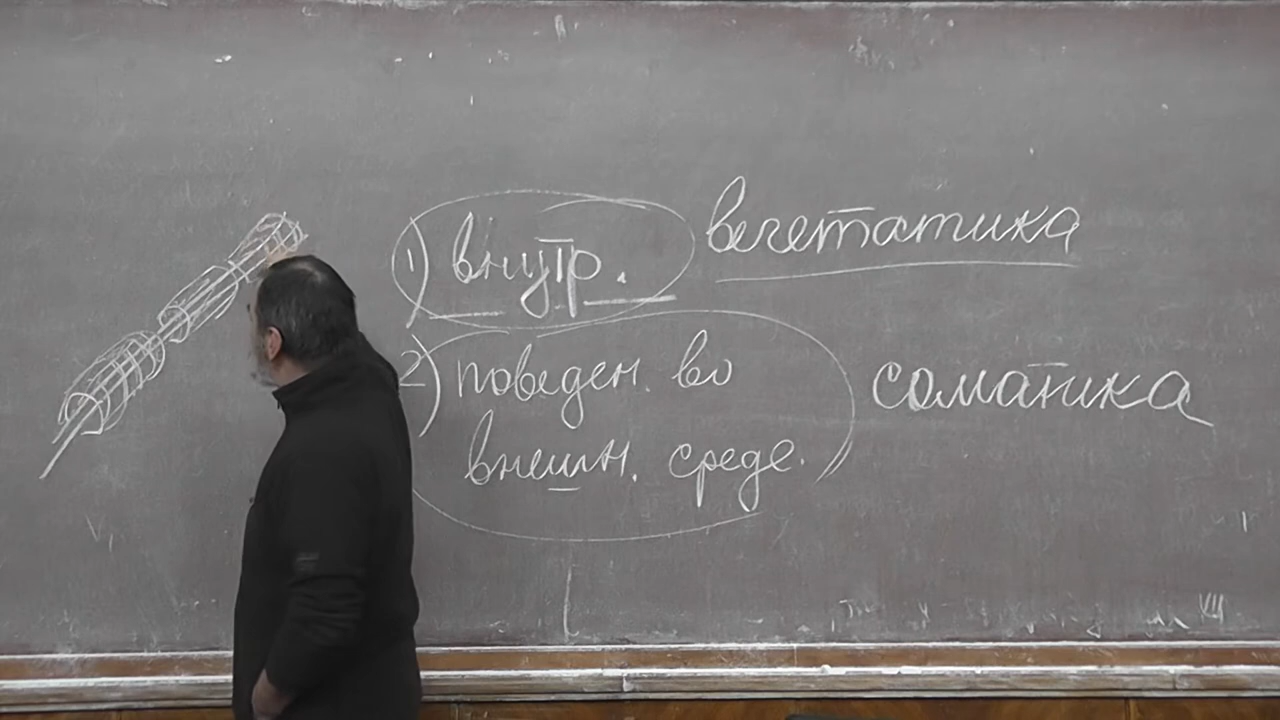 1) внутр. вегетатика
2) поведен. во соматика
внешн. среде.